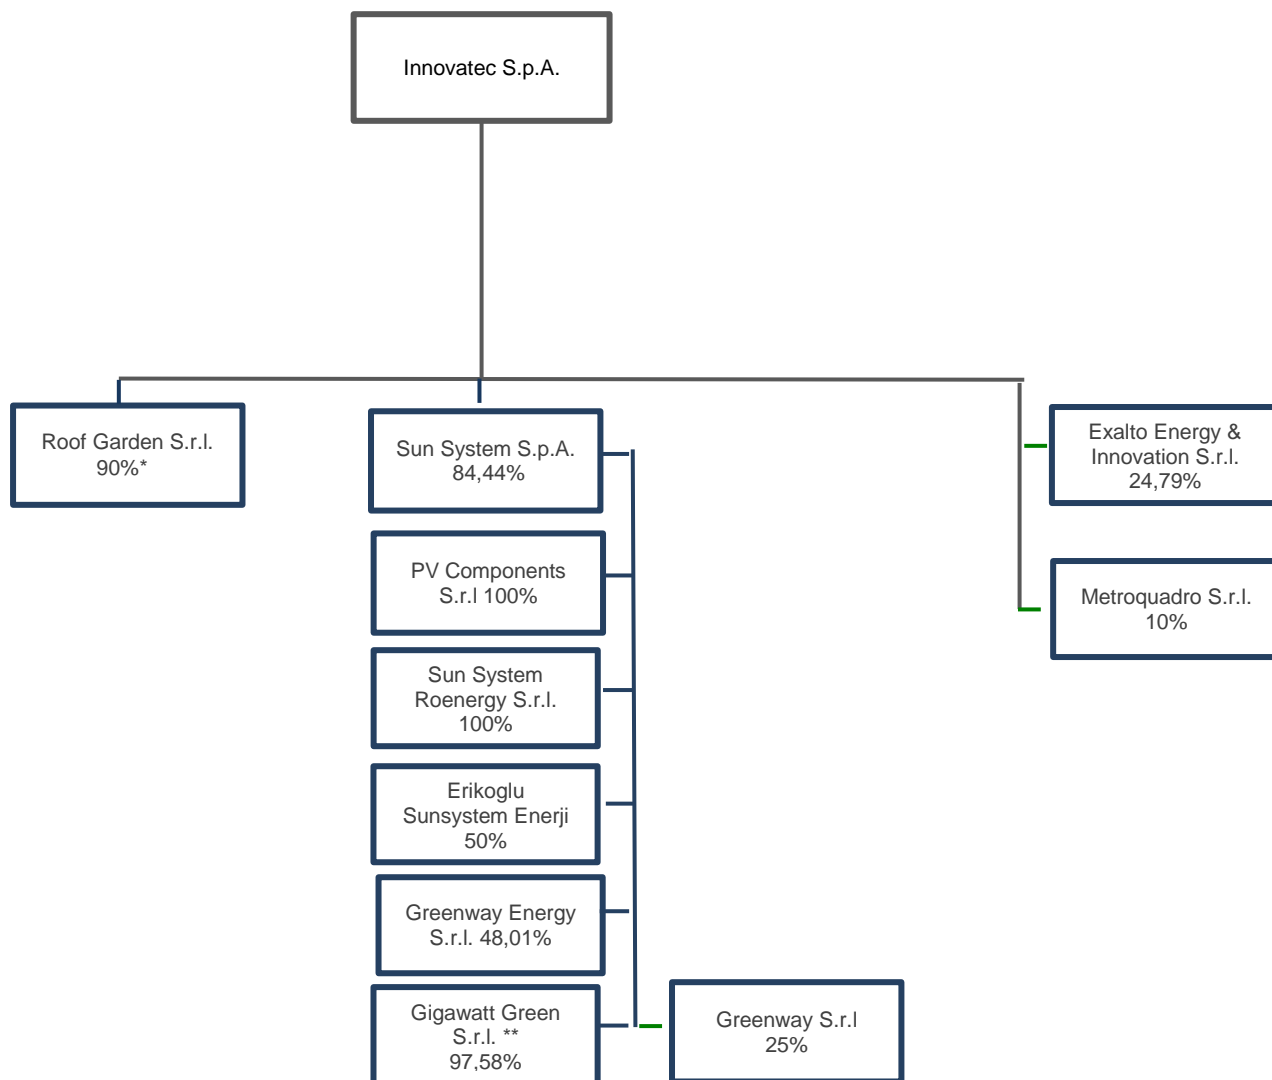 Innovatec S.p.A.
Roof Garden S.r.l.
90%*
Sun System S.p.A.
84,44%
PV Components
S.r.l 100%
Sun System
Roenergy S.r.l.
100%
Erikoglu
Sunsystem Enerji
50%
Greenway Energy
S.r.l. 48,01%
Gigawatt Green
S.r.l. **
97,58%
Greenway S.r.l
25%
Exalto Energy &
Innovation S.r.l.
24,79%
Metroquadro S.r.l.
10%